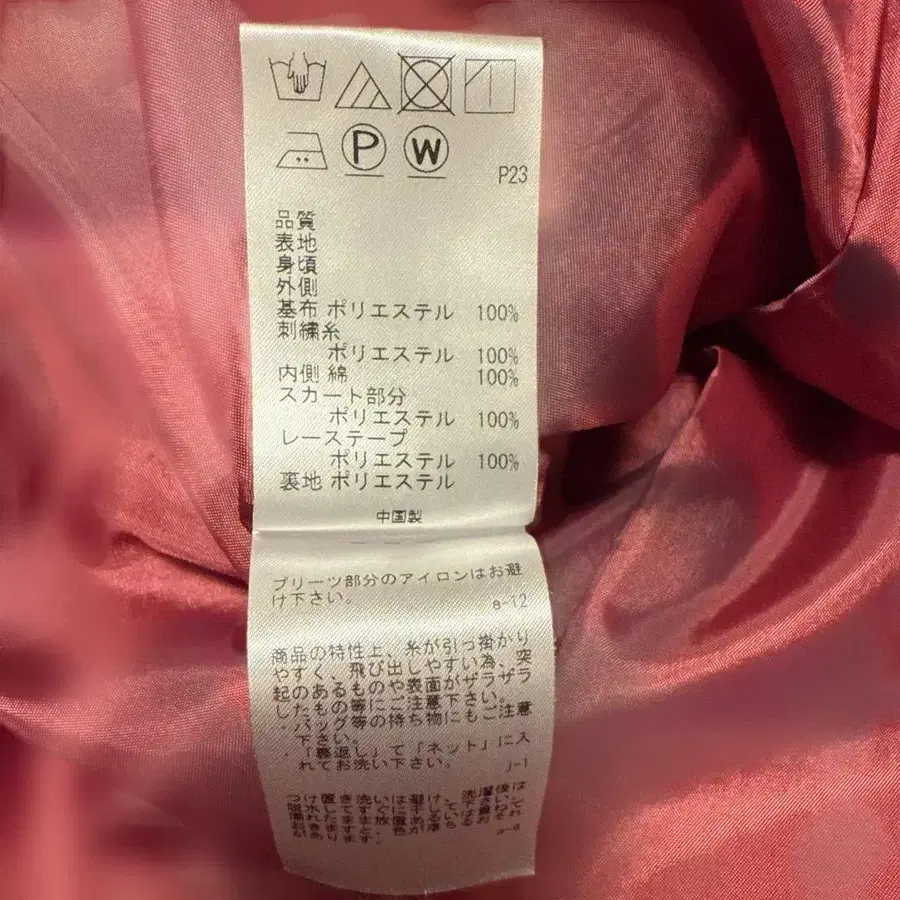 P W
P23
品質
表地
身頃
外側
基布 ポリエステル 100%
刺繍糸
ポリエステル 100%
内側 綿 100%
スカート部分
ポリエステル 100%
レーステープ
ポリエステル 100%
裏地 ポリエステル
中国製
プリーツ部分のアイロンはお避
け下さい。
e-12
商品の特性上、糸が引っ掛かり
やすく、飛び出しやすい為、突
起のあるものや表面がザラザラ
したもの等にご注意下さい。
・バッグ等の持ち物にもご注意
下さい。
・「裏返し」て「ネット」に入
れてお洗い下さい。
j-1